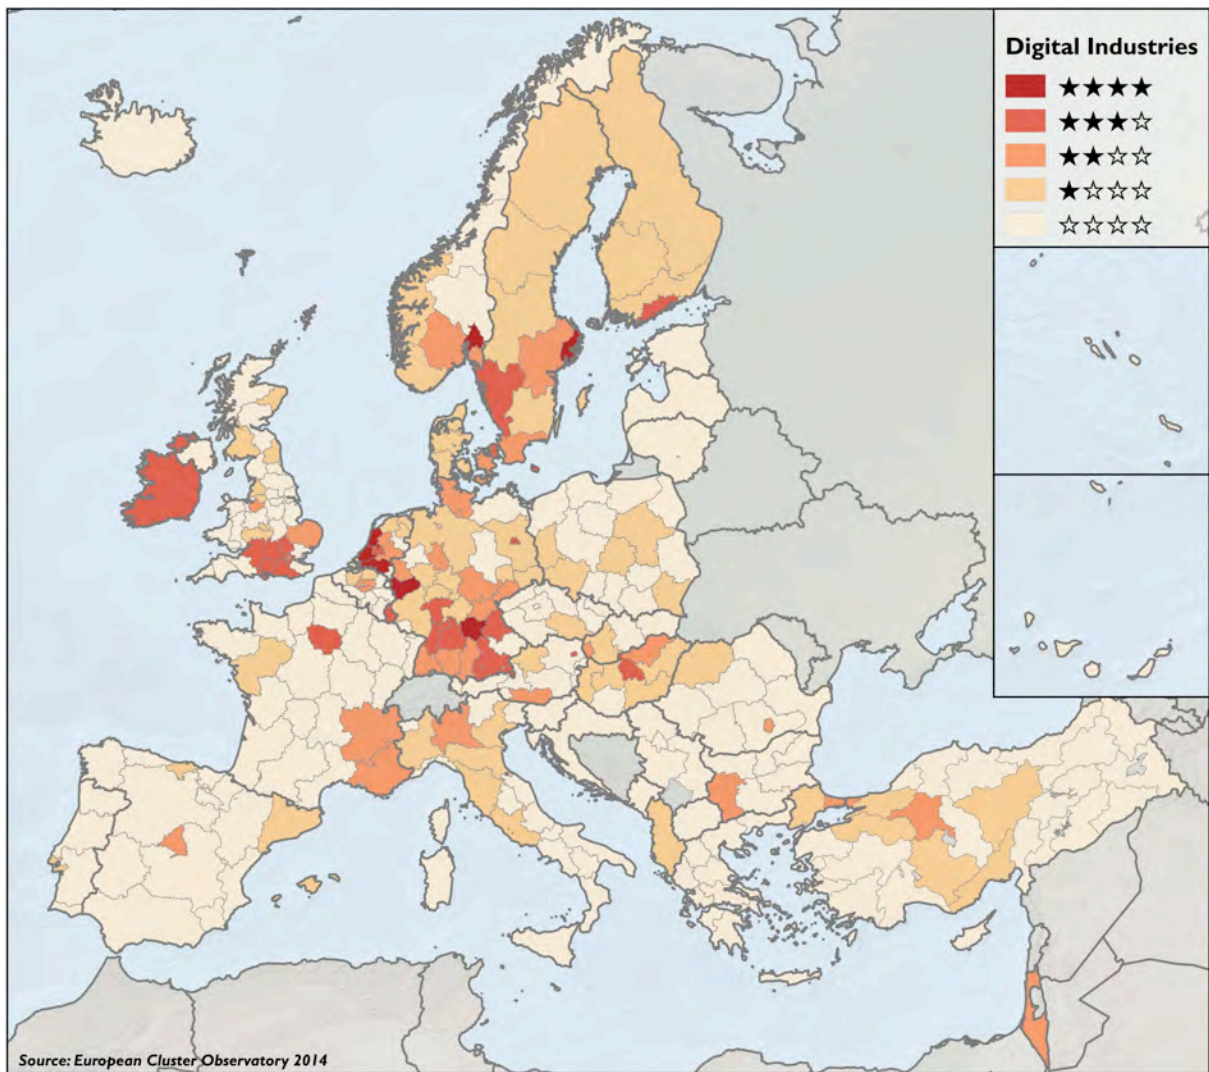 Digital Industries
★★★★
★★★☆
★★☆☆
★☆☆☆
☆☆☆☆
Source: European Cluster Observatory 2014